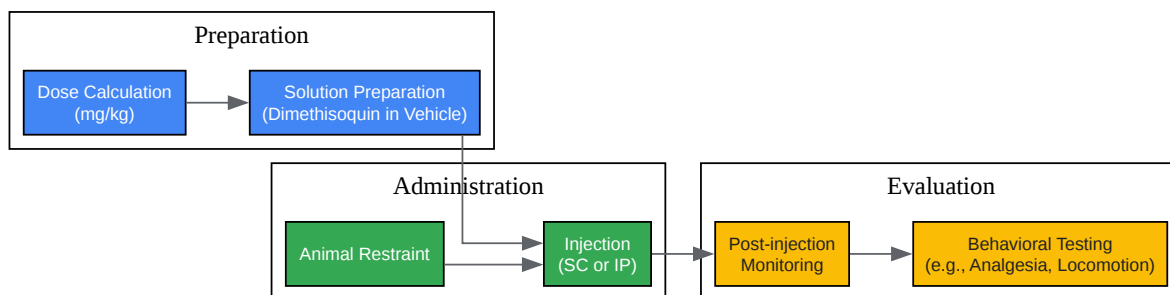 Preparation
Dose Calculation
(mg/kg)
Solution Preparation
(Dimethisoquin in Vehicle)
Administration
Animal Restraint
Injection
(SC or IP)
Evaluation
Post-injection
Monitoring
Behavioral Testing
(e.g., Analgesia, Locomotion)